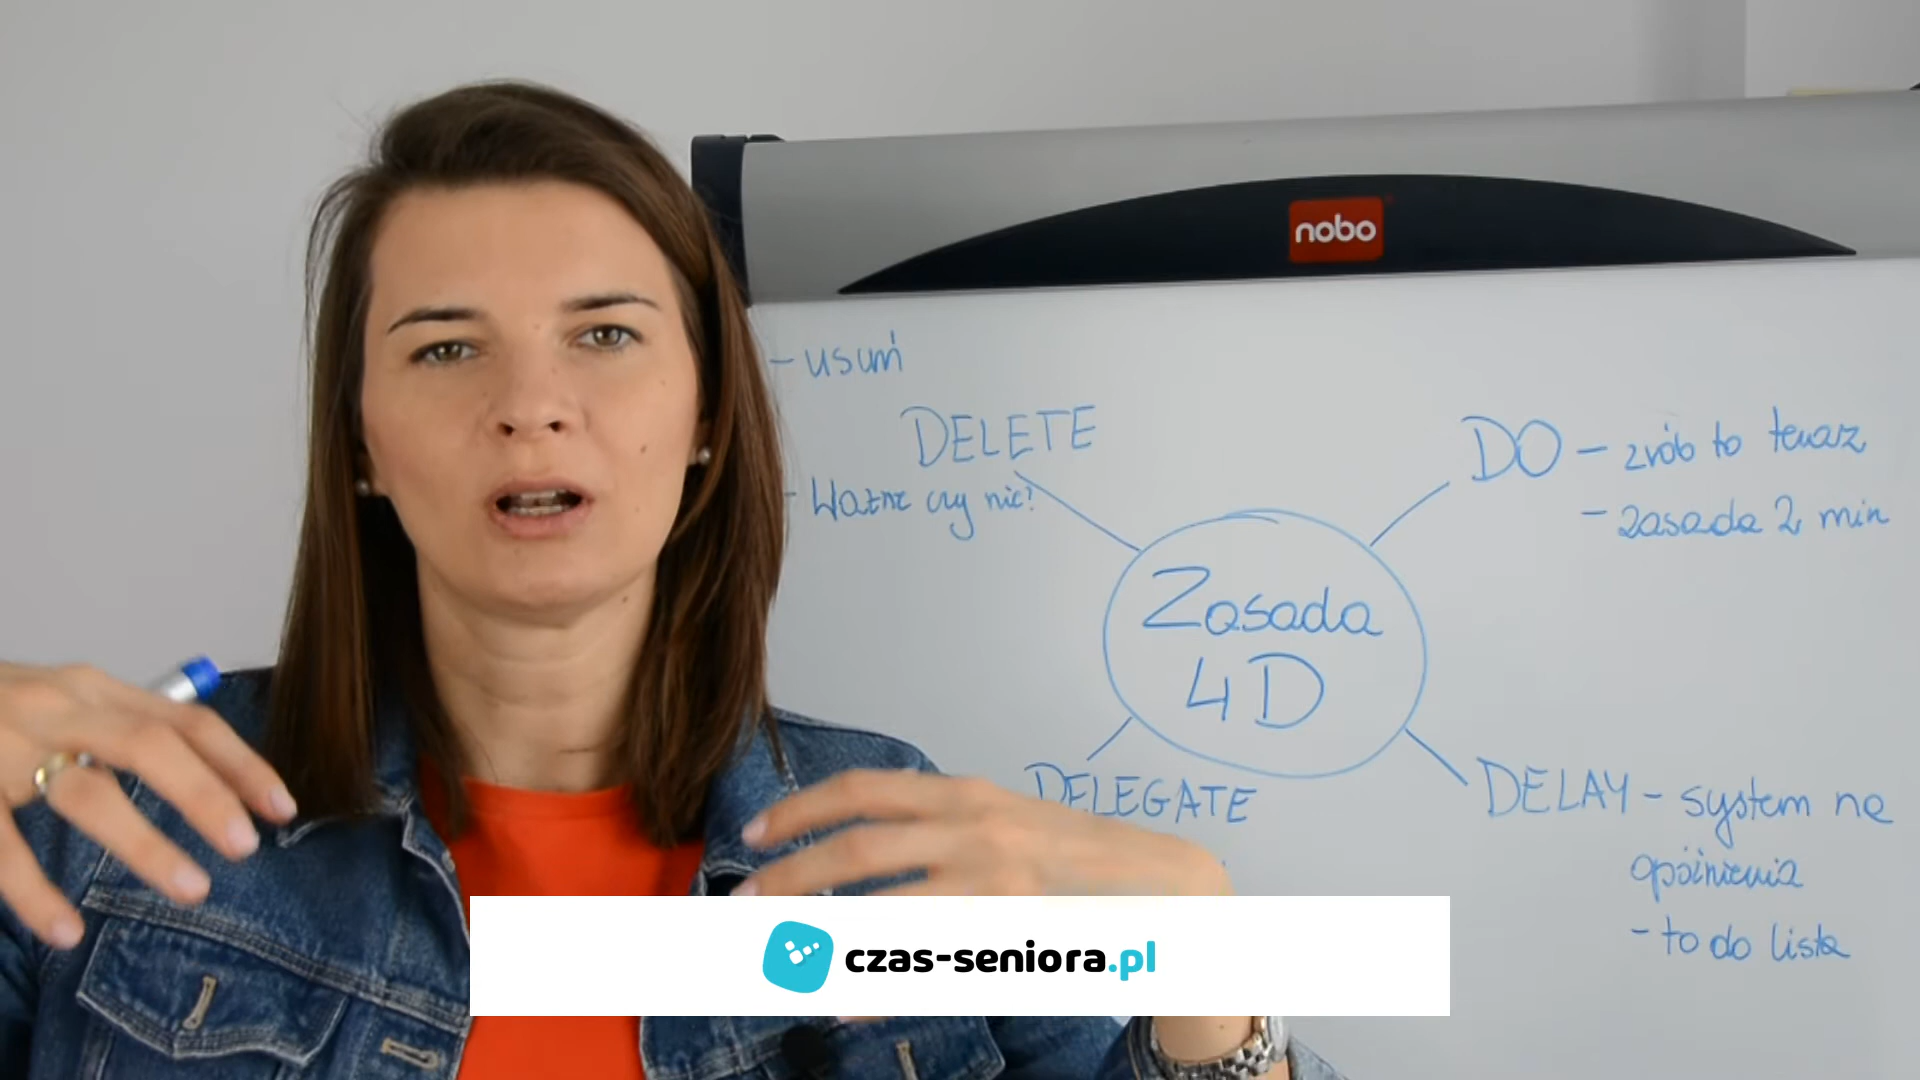 nobo
- usuń
DELETE
- Ważne czy nie?
DO - zrób to teraz
- zasada 2 min
Zasada
4D
DELEGATE
DELAY - system na
opóźnienia
- to do lista
czas-seniora.pl